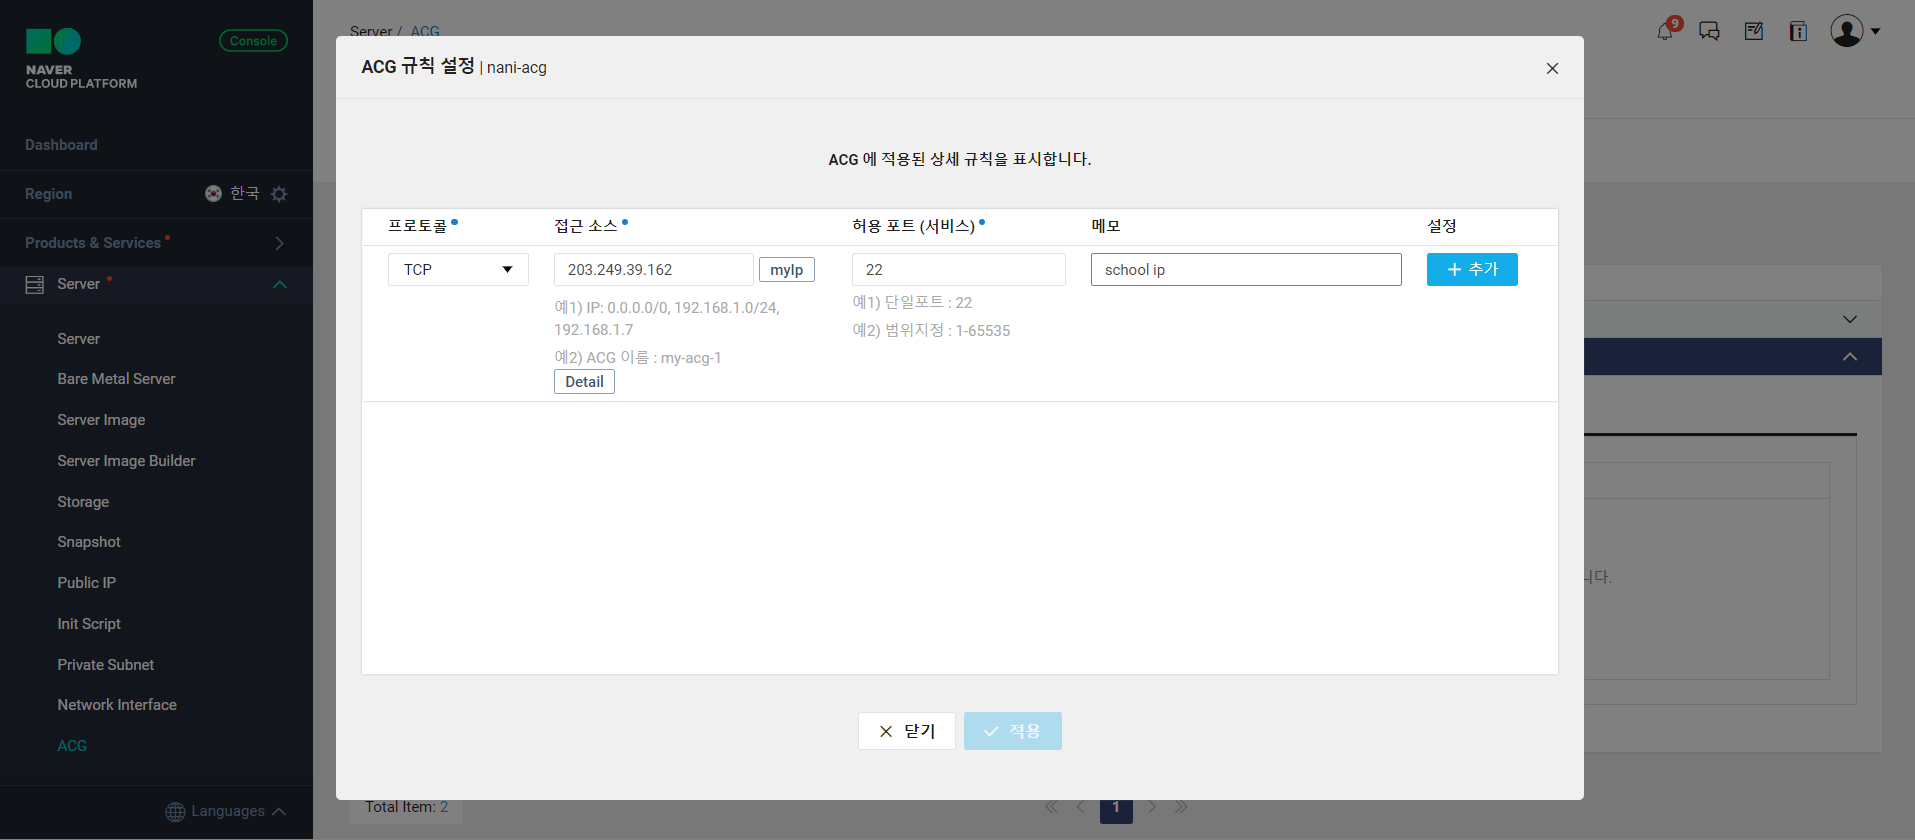 NAVER
CLOUD PLATFORM
Console
Dashboard
Region
한국
Products & Services
Server
Server
Bare Metal Server
Server Image
Server Image Builder
Storage
Snapshot
Public IP
Init Script
Private Subnet
Network Interface
ACG
Languages
Server / ACG
9
ACG 규칙 설정 | nani-acg
ACG 에 적용된 상세 규칙을 표시합니다.
프로토콜 접근 소스 허용 포트 (서비스) 메모 설정
TCP 203.249.39.162 myIp 22 school ip + 추가
예1) IP: 0.0.0.0/0, 192.168.1.0/24,
192.168.1.7
예2) ACG 이름 : my-acg-1
Detail
예1) 단일포트 : 22
예2) 범위지정 : 1-65535
닫기 적용
니다.
Total Item: 2
1